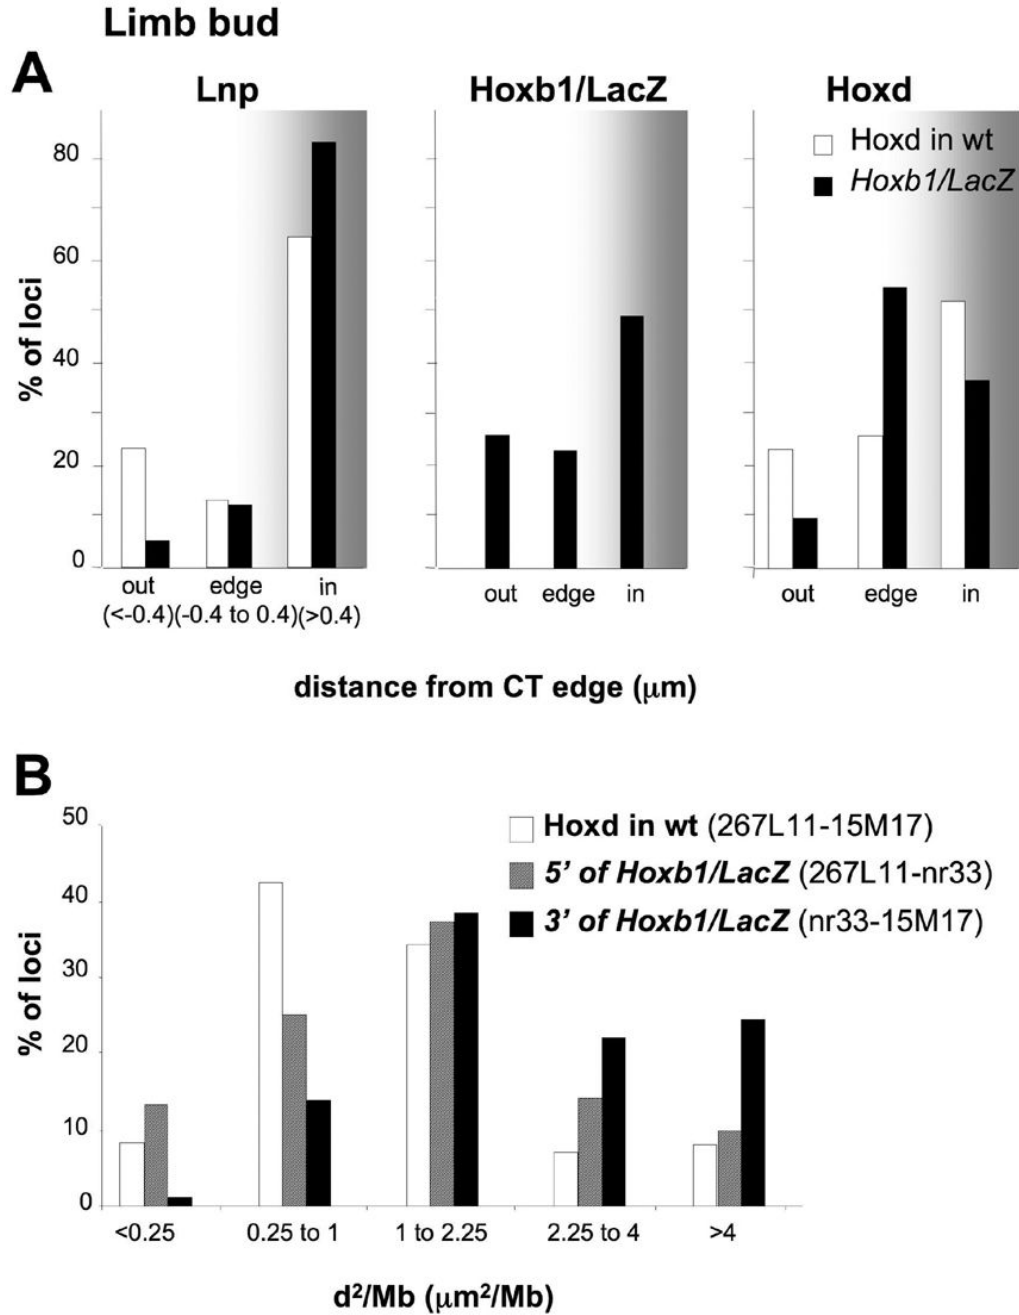 Limb bud
A
Lnp
Hoxb1/LacZ
Hoxd
Hoxd in wt
Hoxb1/LacZ
% of loci
80
60
40
20
0
out edge in
(<-0.4)(-0.4 to 0.4)(>0.4)
out edge in
out edge in
distance from CT edge (μm)
B
Hoxd in wt (267L11-15M17)
5' of Hoxb1/LacZ (267L11-nr33)
3' of Hoxb1/LacZ (nr33-15M17)
% of loci
50
40
30
20
10
0
<0.25 0.25 to 1 1 to 2.25 2.25 to 4 >4
d²/Mb (μm²/Mb)